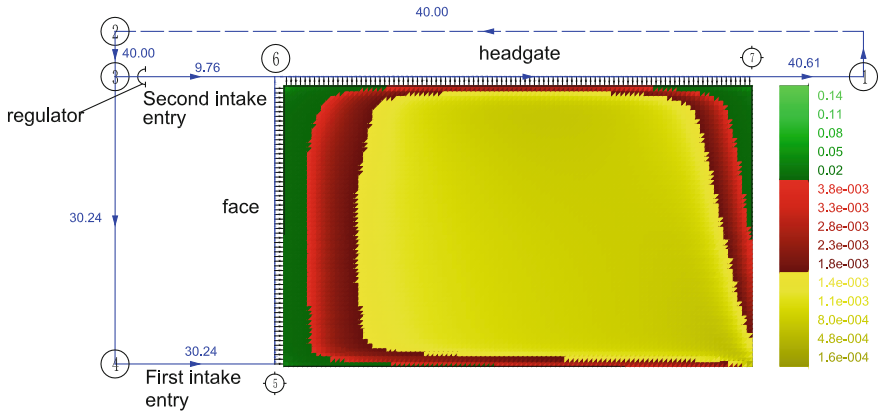 40.00
2
6
headgate
7
40.00
3
9.76
40.61
1
Second intake
entry
regulator
0.14
0.11
0.08
0.05
0.02
face
3.8e-003
3.3e-003
2.8e-003
2.3e-003
1.8e-003
30.24
1.4e-003
1.1e-003
8.0e-004
4.8e-004
1.6e-004
30.24
4
First intake
entry
5